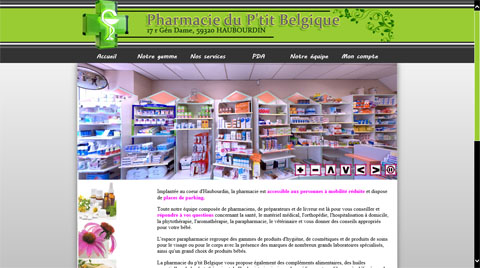 Pharmacie du P'tit Belgique
17 r Gén Dame, 59320 HAUBOURDIN
Accueil Notre gamme Nos services PDA Notre équipe Mon compte
Implantée au coeur d'Haubourdin, la pharmacie est accessible aux personnes à mobilité réduite et dispose
de places de parking.
Toute notre équipe composée de pharmaciens, de préparateurs et de livreur est là pour vous conseiller et
répondre à vos questions concernant la santé, le matériel médical, l'orthopédie, l'hospitalisation à domicile,
la phytothérapie, l'aromathérapie, la parapharmacie, le vétérinaire et vous donner des conseils appropriés
pour votre bébé.
L'espace parapharmacie regroupe des gammes de produits d'hygiène, de cosmétiques et de produits de soins
pour le visage ou pour le corps avec la présence des marques de nombreux grands laboratoires spécialisés,
ainsi qu'un grand choix de produits bébés.
La pharmacie du p'tit Belge vous propose également des compléments alimentaires, des huiles